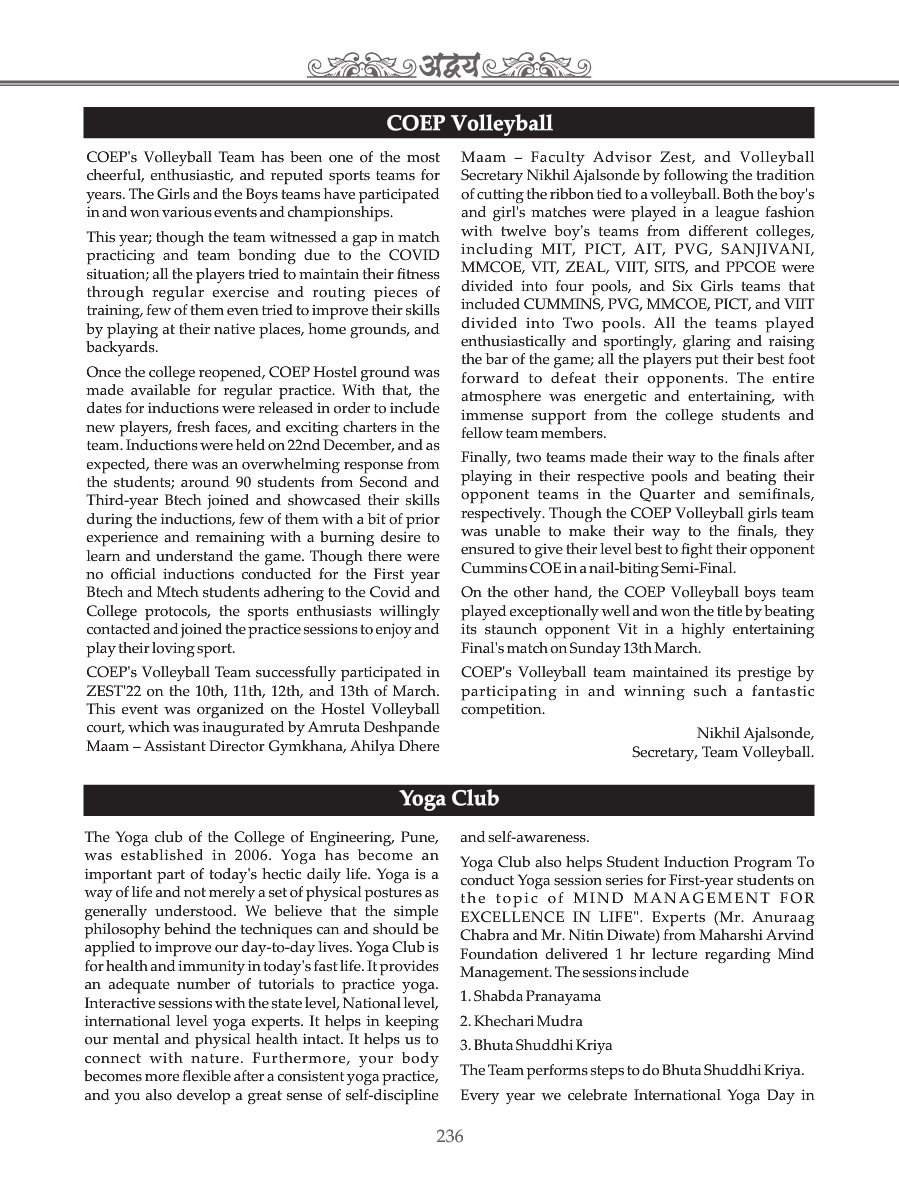 अद्वय
COEP Volleyball
COEP's Volleyball Team has been one of the most
cheerful, enthusiastic, and reputed sports teams for
years. The Girls and the Boys teams have participated
in and won various events and championships.
This year; though the team witnessed a gap in match
practicing and team bonding due to the COVID
situation; all the players tried to maintain their fitness
through regular exercise and routing pieces of
training, few of them even tried to improve their skills
by playing at their native places, home grounds, and
backyards.
Once the college reopened, COEP Hostel ground was
made available for regular practice. With that, the
dates for inductions were released in order to include
new players, fresh faces, and exciting charters in the
team. Inductions were held on 22nd December, and as
expected, there was an overwhelming response from
the students; around 90 students from Second and
Third-year Btech joined and showcased their skills
during the inductions, few of them with a bit of prior
experience and remaining with a burning desire to
learn and understand the game. Though there were
no official inductions conducted for the First year
Btech and Mtech students adhering to the Covid and
College protocols, the sports enthusiasts willingly
contacted and joined the practice sessions to enjoy and
play their loving sport.
COEP's Volleyball Team successfully participated in
ZEST'22 on the 10th, 11th, 12th, and 13th of March.
This event was organized on the Hostel Volleyball
court, which was inaugurated by Amruta Deshpande
Maam – Assistant Director Gymkhana, Ahilya Dhere
Maam – Faculty Advisor Zest, and Volleyball
Secretary Nikhil Ajalsonde by following the tradition
of cutting the ribbon tied to a volleyball. Both the boy's
and girl's matches were played in a league fashion
with twelve boy's teams from different colleges,
including MIT, PICT, AIT, PVG, SANJIVANI,
MMCOE, VIT, ZEAL, VIIT, SITS, and PPCOE were
divided into four pools, and Six Girls teams that
included CUMMINS, PVG, MMCOE, PICT, and VIIT
divided into Two pools. All the teams played
enthusiastically and sportingly, glaring and raising
the bar of the game; all the players put their best foot
forward to defeat their opponents. The entire
atmosphere was energetic and entertaining, with
immense support from the college students and
fellow team members.
Finally, two teams made their way to the finals after
playing in their respective pools and beating their
opponent teams in the Quarter and semifinals,
respectively. Though the COEP Volleyball girls team
was unable to make their way to the finals, they
ensured to give their level best to fight their opponent
Cummins COE in a nail-biting Semi-Final.
On the other hand, the COEP Volleyball boys team
played exceptionally well and won the title by beating
its staunch opponent Vit in a highly entertaining
Final's match on Sunday 13th March.
COEP's Volleyball team maintained its prestige by
participating in and winning such a fantastic
competition.
Nikhil Ajalsonde,
Secretary, Team Volleyball.
Yoga Club
The Yoga club of the College of Engineering, Pune,
was established in 2006. Yoga has become an
important part of today's hectic daily life. Yoga is a
way of life and not merely a set of physical postures as
generally understood. We believe that the simple
philosophy behind the techniques can and should be
applied to improve our day-to-day lives. Yoga Club is
for health and immunity in today's fast life. It provides
an adequate number of tutorials to practice yoga.
Interactive sessions with the state level, National level,
international level yoga experts. It helps in keeping
our mental and physical health intact. It helps us to
connect with nature. Furthermore, your body
becomes more flexible after a consistent yoga practice,
and you also develop a great sense of self-discipline
and self-awareness.
Yoga Club also helps Student Induction Program To
conduct Yoga session series for First-year students on
the topic of MIND MANAGEMENT FOR
EXCELLENCE IN LIFE". Experts (Mr. Anuraag
Chabra and Mr. Nitin Diwate) from Maharshi Arvind
Foundation delivered 1 hr lecture regarding Mind
Management. The sessions include
1. Shabda Pranayama
2. Khechari Mudra
3. Bhuta Shuddhi Kriya
The Team performs steps to do Bhuta Shuddhi Kriya.
Every year we celebrate International Yoga Day in
236